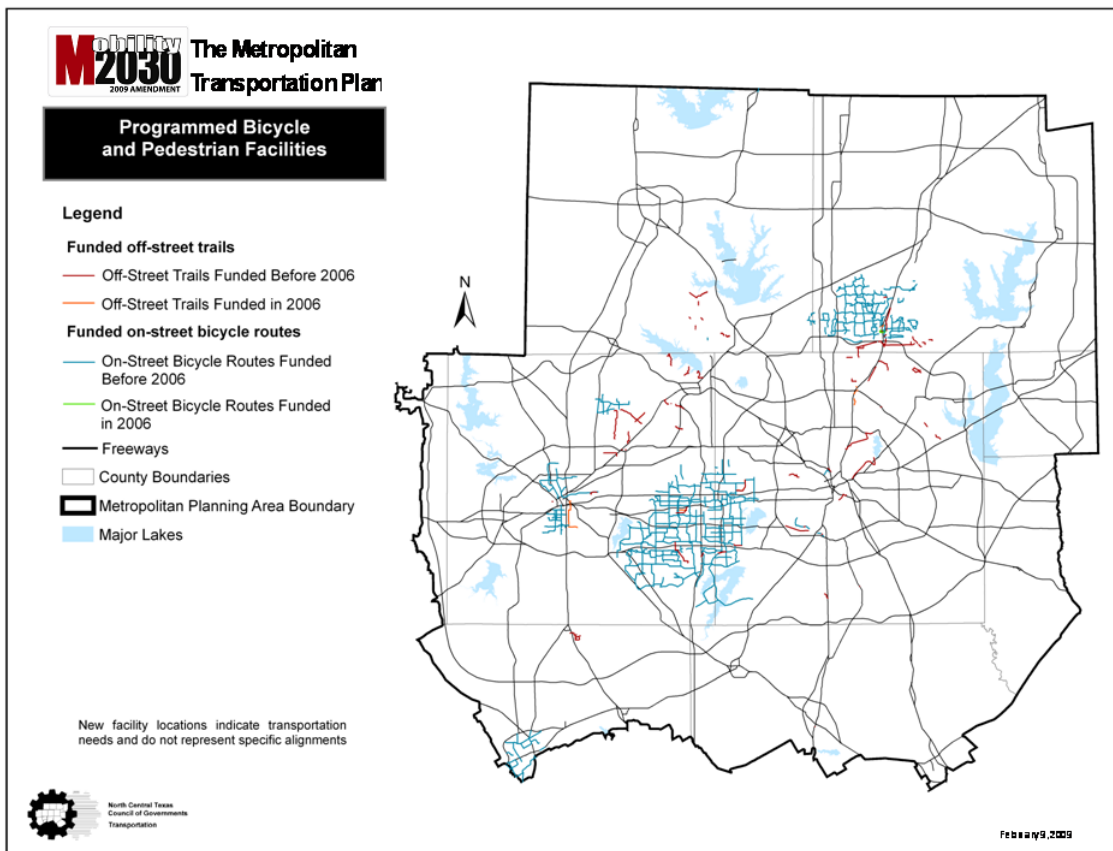 Mobility
M2030
2009 AMENDMENT
The Metropolitan
Transportation Plan
Programmed Bicycle
and Pedestrian Facilities
Legend
Funded off-street trails
Off-Street Trails Funded Before 2006
Off-Street Trails Funded in 2006
Funded on-street bicycle routes
On-Street Bicycle Routes Funded
Before 2006
On-Street Bicycle Routes Funded
in 2006
Freeways
County Boundaries
Metropolitan Planning Area Boundary
Major Lakes
N
New facility locations indicate transportation
needs and do not represent specific alignments
North Central Texas
Council of Governments
Transportation
February 9, 2009